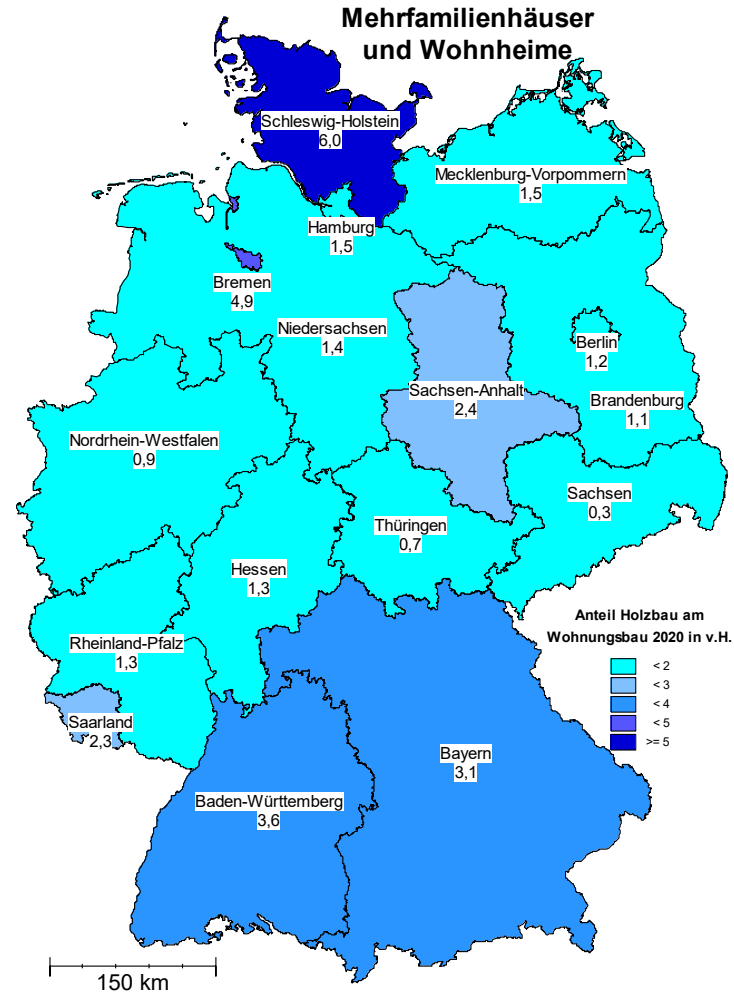 Mehrfamilienhäuser
und Wohnheime
Schleswig-Holstein
6,0
Mecklenburg-Vorpommern
1,5
Hamburg
1,5
Bremen
4,9
Niedersachsen
1,4
Berlin
1,2
Sachsen-Anhalt
2,4
Brandenburg
1,1
Nordrhein-Westfalen
0,9
Sachsen
0,3
Thüringen
0,7
Hessen
1,3
Anteil Holzbau am
Wohnungsbau 2020 in v.H.
< 2
< 3
< 4
< 5
>= 5
Rheinland-Pfalz
1,3
Saarland
2,3
Bayern
3,1
Baden-Württemberg
3,6
150 km